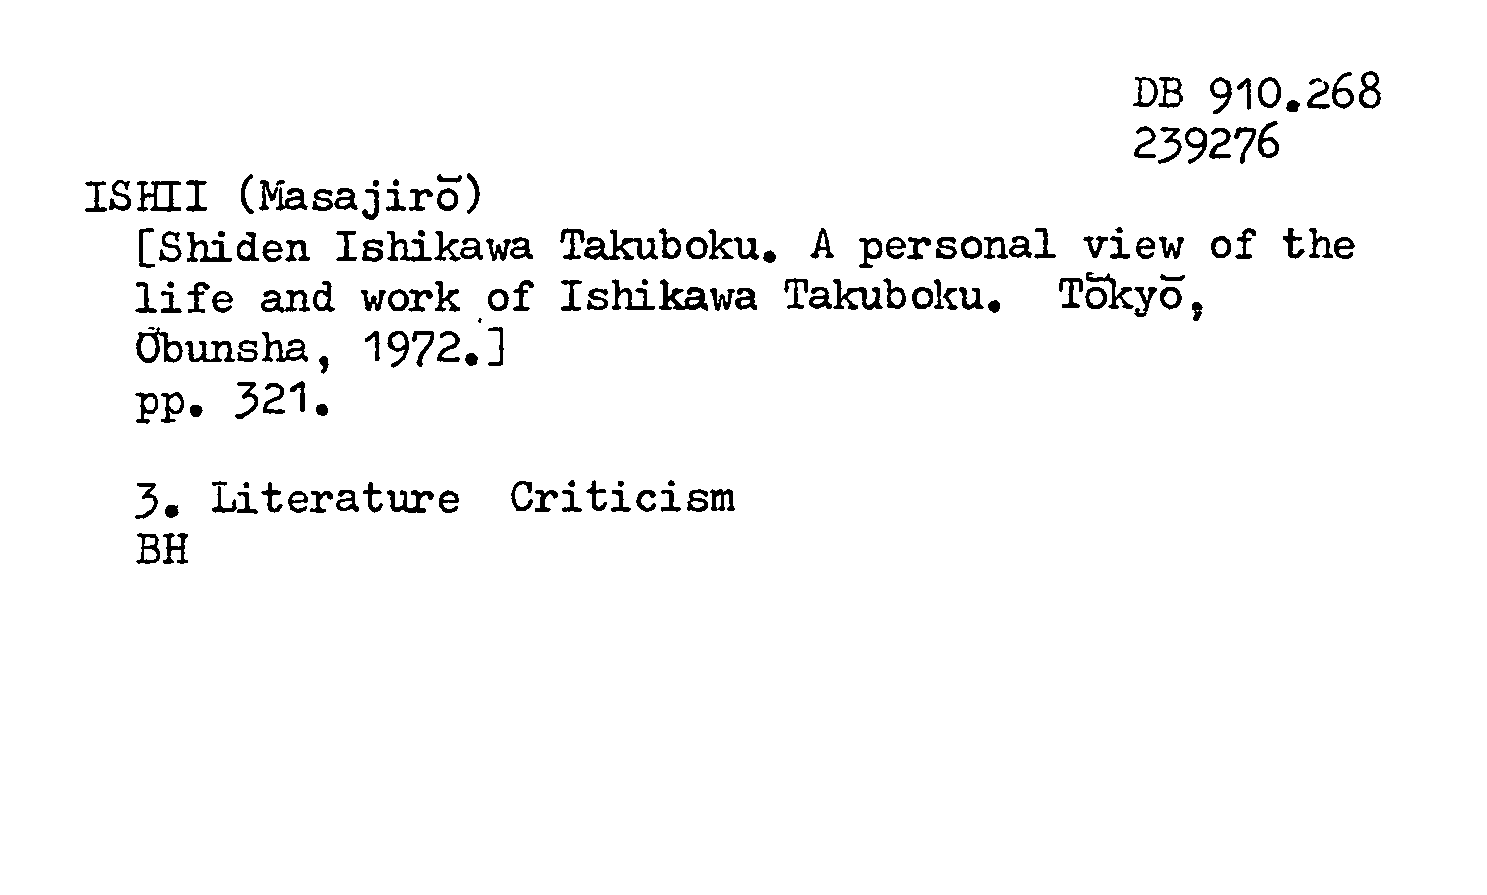 DB 910.268
239276
ISHII (Masajirō)
[Shiden Ishikawa Takuboku. A personal view of the
life and work of Ishikawa Takuboku. Tōkyō,
Ōbunsha, 1972.]
pp. 321.
3. Literature Criticism
BH